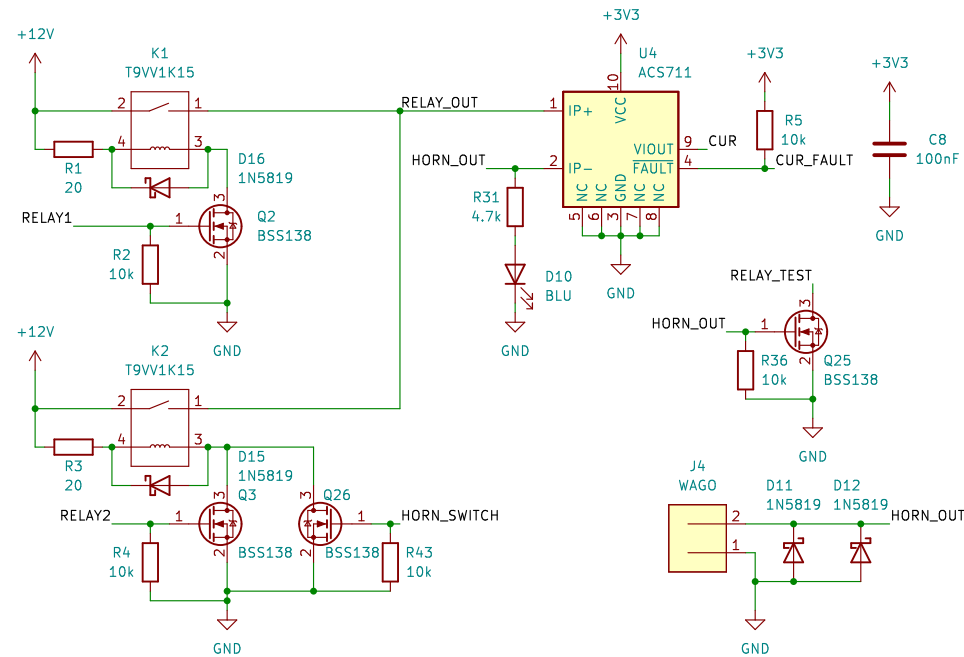 +12V
K1
T9VV1K15
2
1
4
3
R1
20
D16
1N5819
RELAY1
1
3
2
Q2
BSS138
R2
10k
GND
+12V
K2
T9VV1K15
2
1
4
3
R3
20
D15
1N5819
RELAY2
1
3
2
Q3
BSS138
R4
10k
3
2
Q26
BSS138
1
HORN_SWITCH
R43
10k
GND
RELAY_OUT
HORN_OUT
R31
4.7k
D10
BLU
GND
+3V3
U4
ACS711
10
VCC
1
IP+
2
IP-
VIOUT
9
CUR
FAULT
4
CUR_FAULT
NC
NC
GND
NC
NC
5
6
3
7
8
GND
+3V3
R5
10k
+3V3
C8
100nF
GND
RELAY_TEST
HORN_OUT
1
3
2
R36
10k
Q25
BSS138
GND
J4
WAGO
2
1
D11
1N5819
D12
1N5819
HORN_OUT
GND